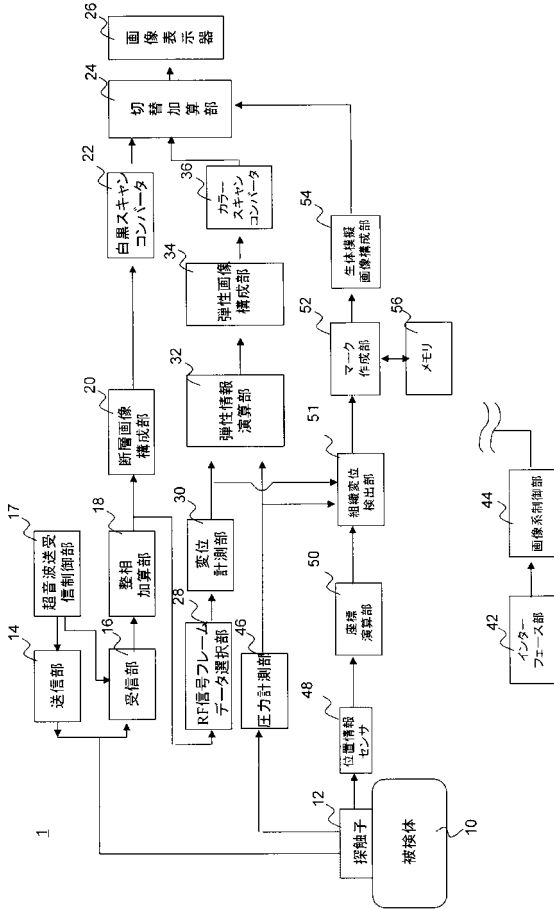 1
10
被検体
12
探触子
14
送信部
16
受信部
17
超音波送受
信制御部
18
整相
加算部
20
断層画像
構成部
22
白黒スキャン
コンバータ
24
切替加算部
26
画像表示器
28
RF信号フレーム
データ選択部
30
変位
計測部
32
弾性情報
演算部
34
弾性画像
構成部
36
カラー
スキャン
コンバータ
46
圧力計測部
48
位置情報
センサ
50
座標
演算部
51
組織変位
検出部
52
マーク
作成部
54
生体模擬
画像構成部
56
メモリ
42
インター
フェース部
44
画像系制御部